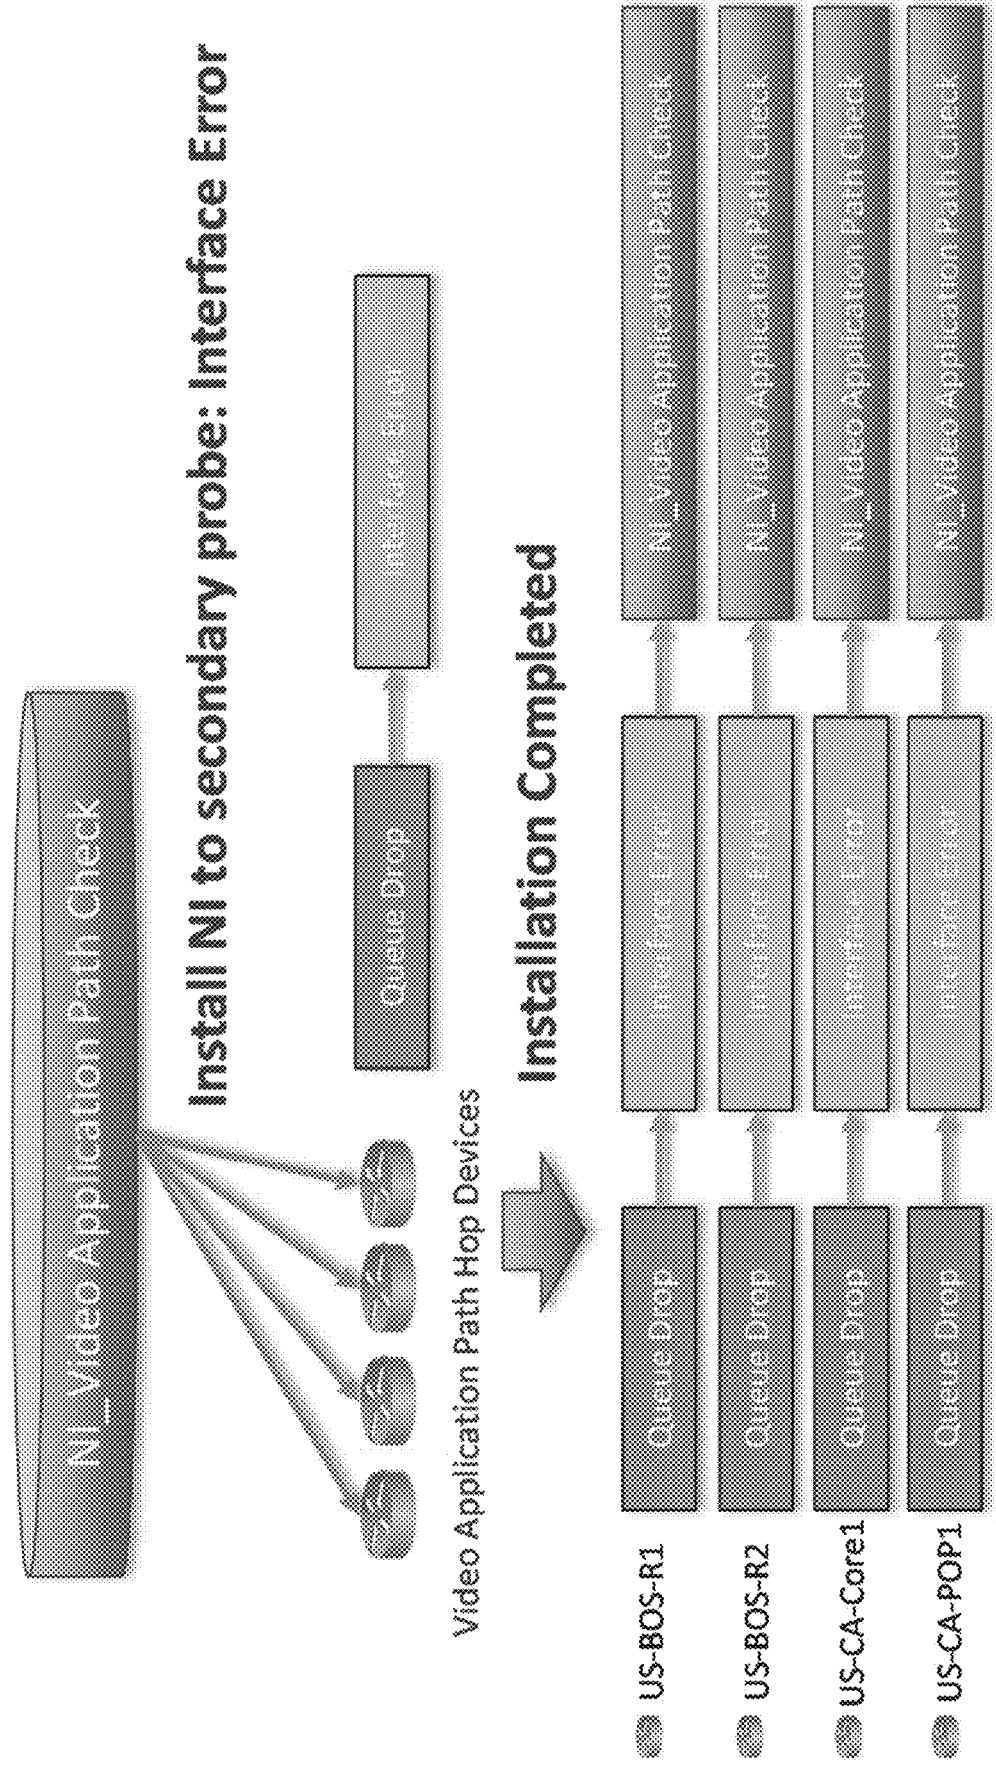 NI_Video Application Path Check
Install NI to secondary probe: Interface Error
Queue Drop
Interface Error
Video Application Path Hop Devices
Installation Completed
US-BOS-R1
Queue Drop
Interface Error
NI_Video Application Path Check
US-BOS-R2
Queue Drop
Interface Error
NI_Video Application Path Check
US-CA-Core1
Queue Drop
Interface Error
NI_Video Application Path Check
US-CA-POP1
Queue Drop
Interface Error
NI_Video Application Path Check